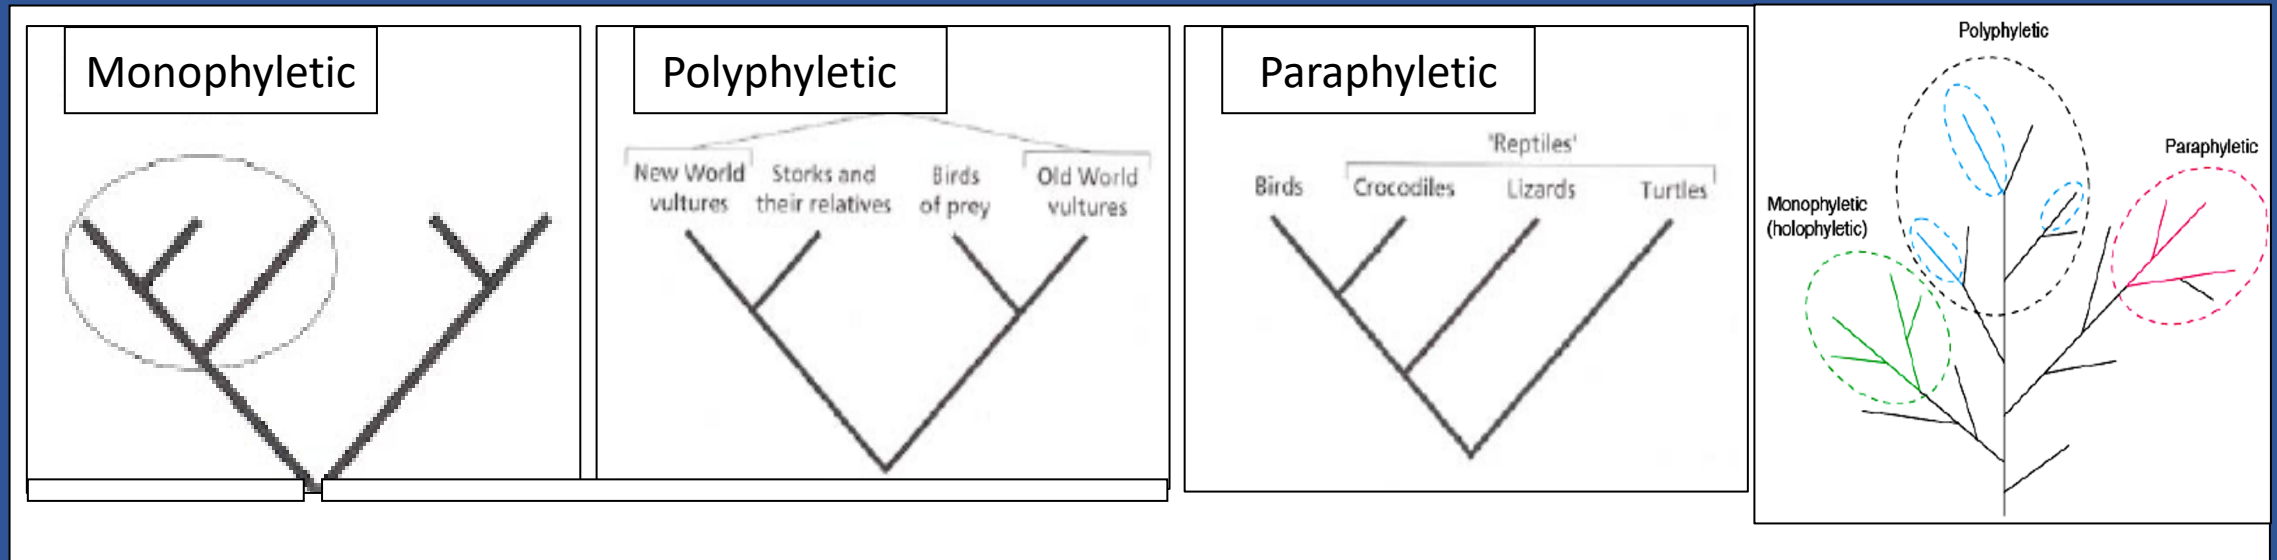 Monophyletic
Polyphyletic
New World
vultures
Storks and
their relatives
Birds
of prey
Old World
vultures
Paraphyletic
'Reptiles'
Birds
Crocodiles
Lizards
Turtles
Polyphyletic
Paraphyletic
Monophyletic
(holophyletic)